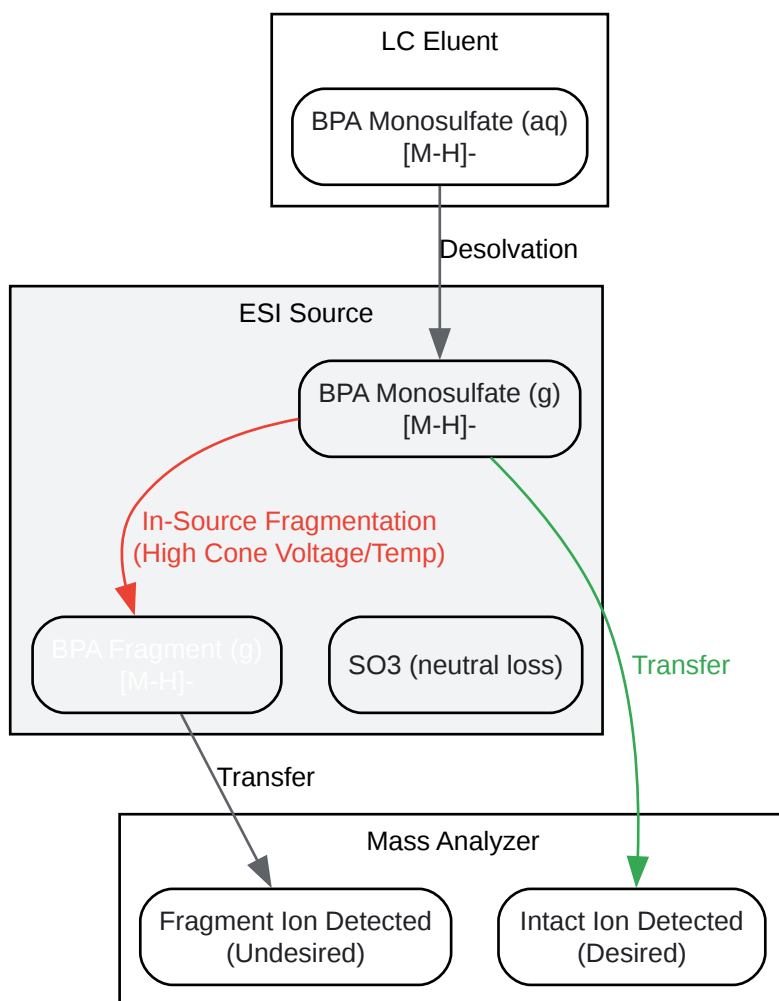 LC Eluent
BPA Monosulfate (aq)
[M-H]-
Desolvation
ESI Source
BPA Monosulfate (g)
[M-H]-
In-Source Fragmentation
(High Cone Voltage/Temp)
BPA Fragment (g)
[M-H]-
SO3 (neutral loss)
Transfer
Transfer
Mass Analyzer
Fragment Ion Detected
(Undesired)
Intact Ion Detected
(Desired)